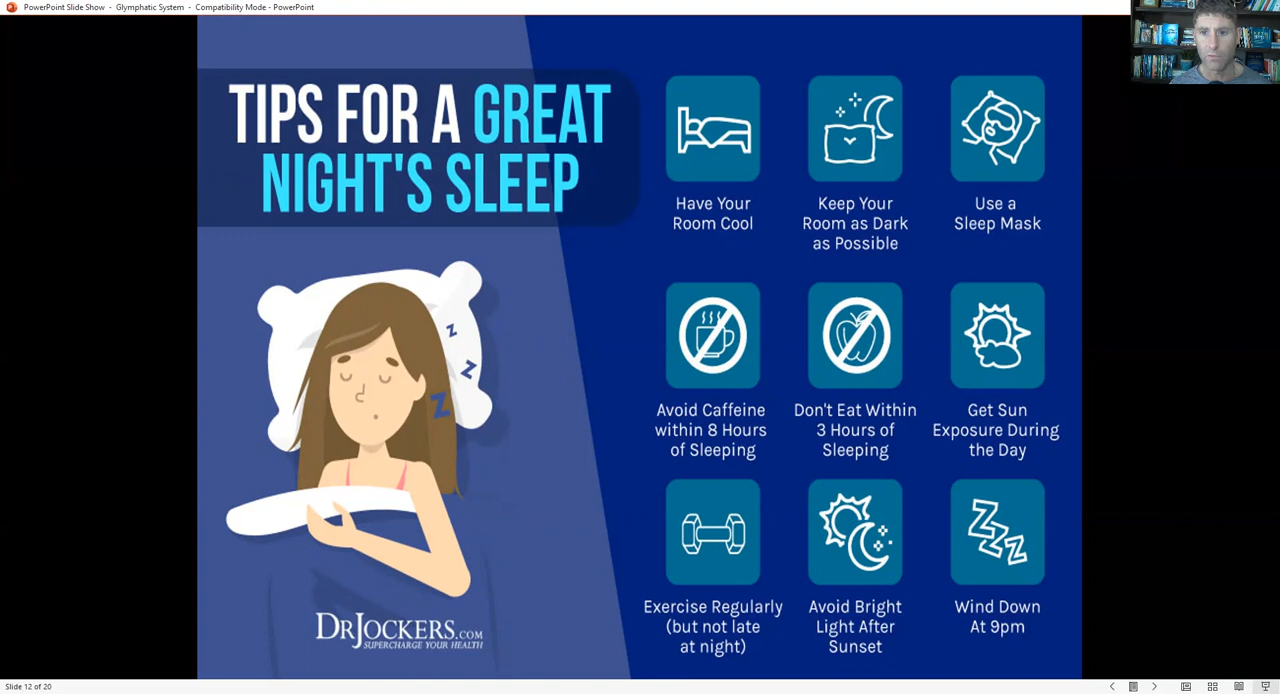 PowerPoint Slide Show - Glymphatic System - Compatibility Mode - PowerPoint
TIPS FOR A GREAT
NIGHT'S SLEEP
Have Your
Room Cool
Keep Your
Room as Dark
as Possible
Use a
Sleep Mask
Avoid Caffeine
within 8 Hours
of Sleeping
Don't Eat Within
3 Hours of
Sleeping
Get Sun
Exposure During
the Day
Exercise Regularly
(but not late
at night)
Avoid Bright
Light After
Sunset
Wind Down
At 9pm
z
z
z
DRJOCKERS.COM
SUPERCHARGE YOUR HEALTH
Slide 12 of 20